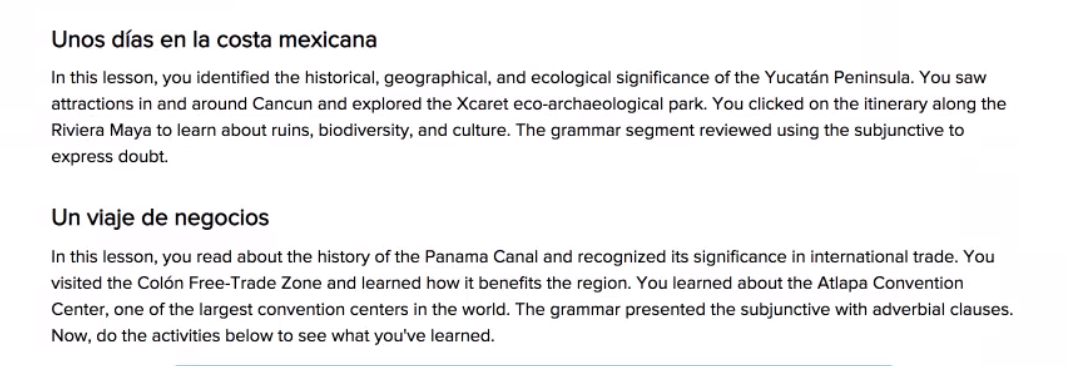 Unos días en la costa mexicana
In this lesson, you identified the historical, geographical, and ecological significance of the Yucatán Peninsula. You saw
attractions in and around Cancun and explored the Xcaret eco-archaeological park. You clicked on the itinerary along the
Riviera Maya to learn about ruins, biodiversity, and culture. The grammar segment reviewed using the subjunctive to
express doubt.
Un viaje de negocios
In this lesson, you read about the history of the Panama Canal and recognized its significance in international trade. You
visited the Colón Free-Trade Zone and learned how it benefits the region. You learned about the Atlapa Convention
Center, one of the largest convention centers in the world. The grammar presented the subjunctive with adverbial clauses.
Now, do the activities below to see what you've learned.